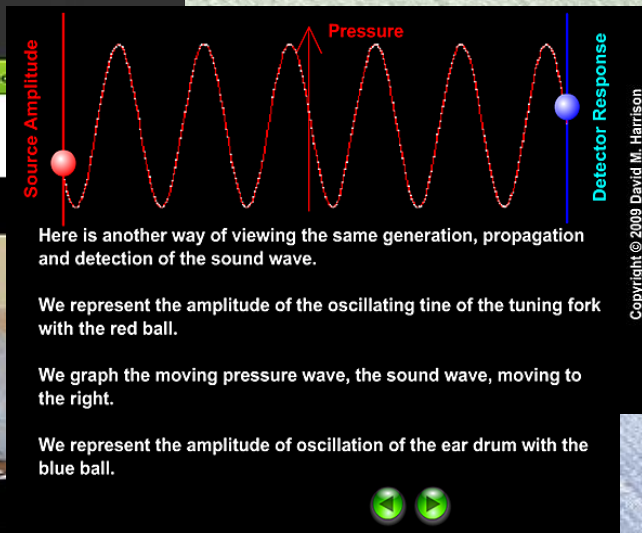 Pressure
Source Amplitude
Detector Response
Copyright © 2009 David M. Harrison
Here is another way of viewing the same generation, propagation
and detection of the sound wave.
We represent the amplitude of the oscillating tine of the tuning fork
with the red ball.
We graph the moving pressure wave, the sound wave, moving to
the right.
We represent the amplitude of oscillation of the ear drum with the
blue ball.